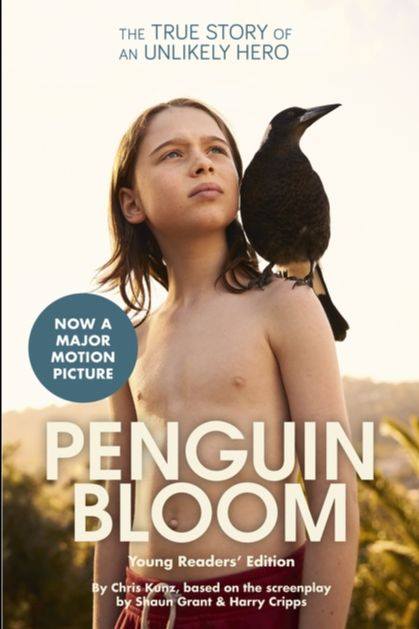 THE TRUE STORY OF
AN UNLIKELY HERO
NOW A
MAJOR
MOTION
PICTURE
PENGUIN
BLOOM
Young Readers' Edition
By Chris Kunz, based on the screenplay
by Shaun Grant & Harry Cripps